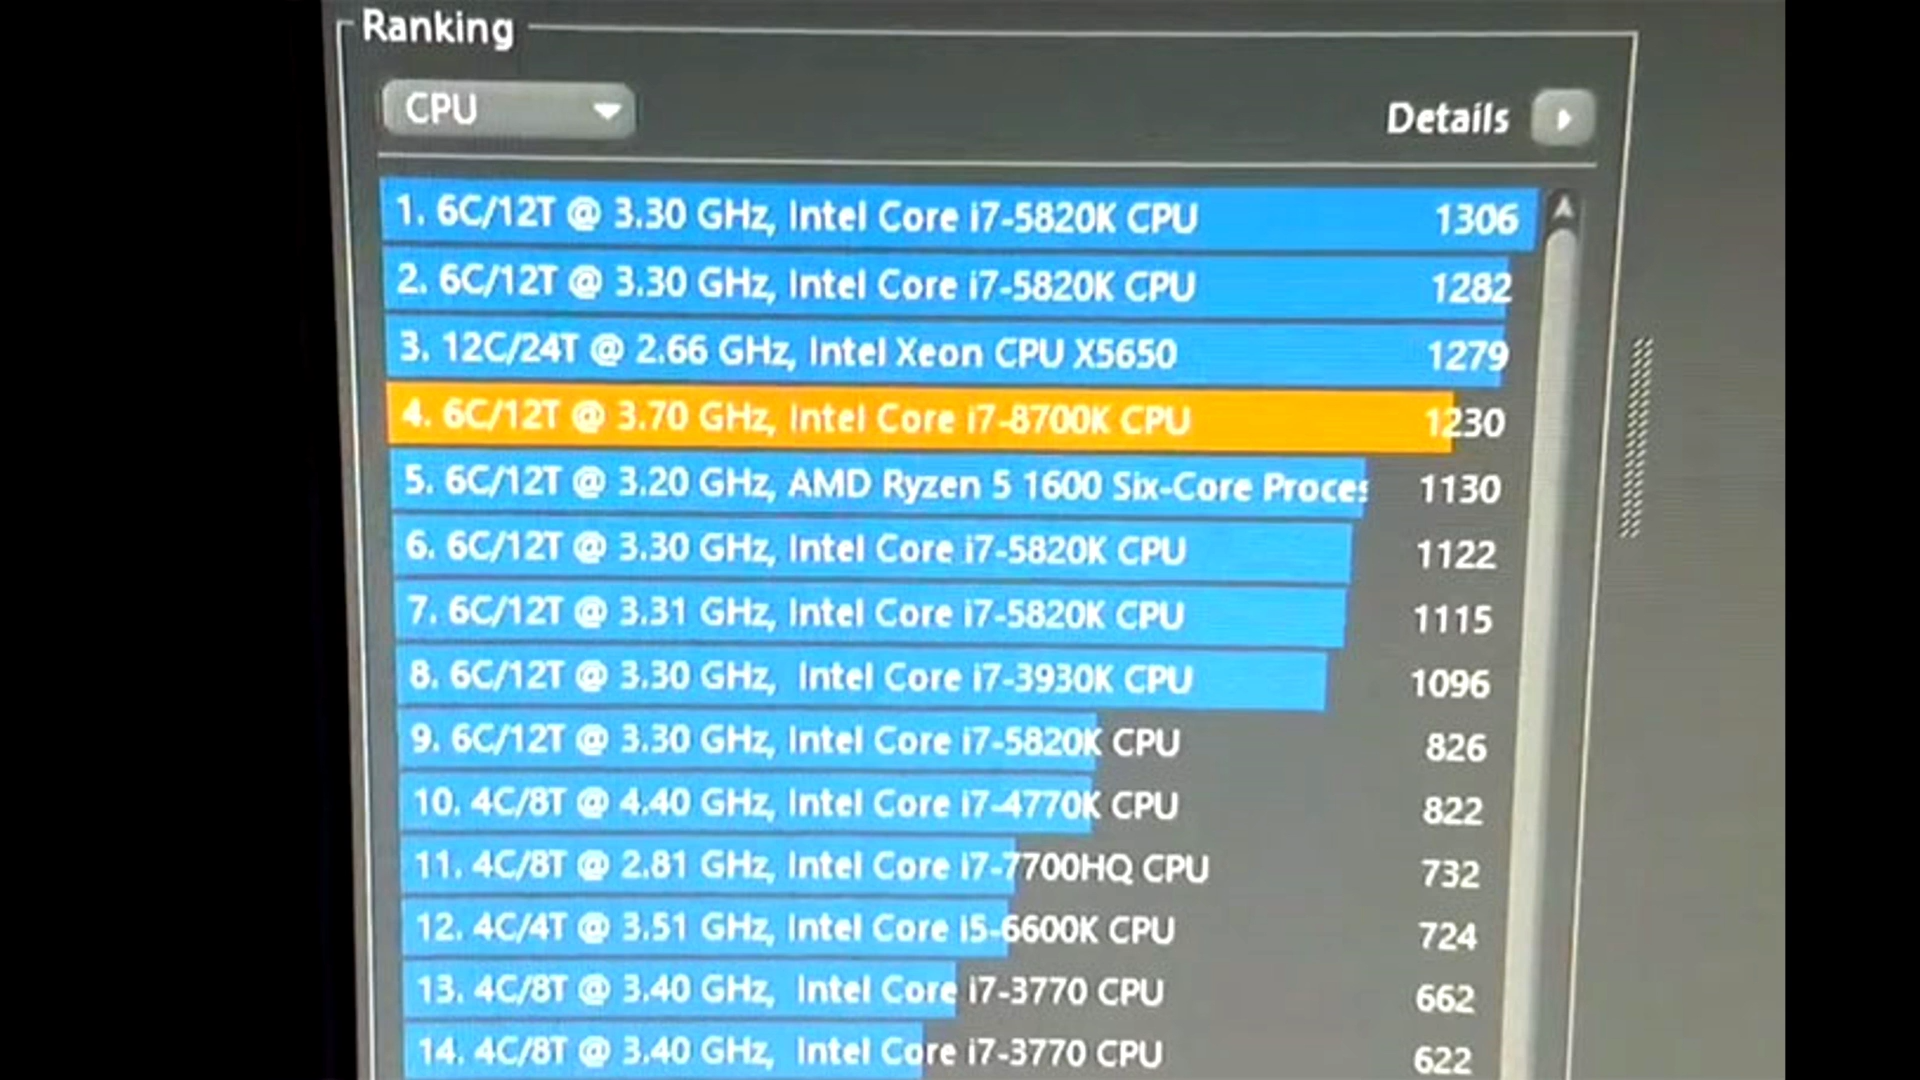 Ranking
CPU
Details
1. 6C/12T @ 3.30 GHz, Intel Core i7-5820K CPU 1306
2. 6C/12T @ 3.30 GHz, Intel Core i7-5820K CPU 1282
3. 12C/24T @ 2.66 GHz, Intel Xeon CPU X5650 1279
4. 6C/12T @ 3.70 GHz, Intel Core i7-8700K CPU 1230
5. 6C/12T @ 3.20 GHz, AMD Ryzen 5 1600 Six-Core Proces 1130
6. 6C/12T @ 3.30 GHz, Intel Core i7-5820K CPU 1122
7. 6C/12T @ 3.31 GHz, Intel Core i7-5820K CPU 1115
8. 6C/12T @ 3.30 GHz, Intel Core i7-3930K CPU 1096
9. 6C/12T @ 3.30 GHz, Intel Core i7-5820K CPU 826
10. 4C/8T @ 4.40 GHz, Intel Core i7-4770K CPU 822
11. 4C/8T @ 2.81 GHz, Intel Core i7-7700HQ CPU 732
12. 4C/4T @ 3.51 GHz, Intel Core i5-6600K CPU 724
13. 4C/8T @ 3.40 GHz, Intel Core i7-3770 CPU 662
14. 4C/8T @ 3.40 GHz, Intel Core i7-3770 CPU 622